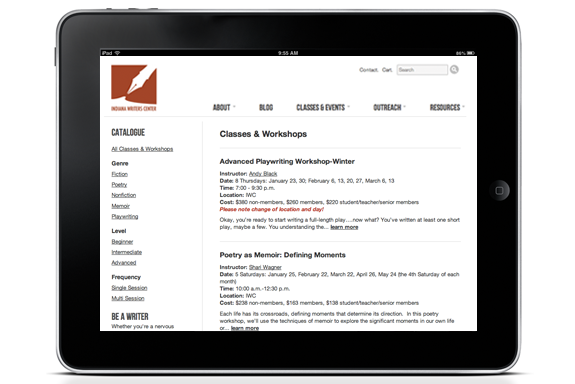 iPad
9:55 AM
86%
INDIANA WRITERS CENTER
Contact. Cart. Search
ABOUT BLOG CLASSES & EVENTS OUTREACH RESOURCES
CATALOGUE
All Classes & Workshops
Genre
Fiction
Poetry
Nonfiction
Memoir
Playwriting
Level
Beginner
Intermediate
Advanced
Frequency
Single Session
Multi Session
BE A WRITER
Whether you're a nervous
Classes & Workshops
Advanced Playwriting Workshop-Winter
Instructor: Andy Black
Date: 8 Thursdays: January 23, 30; February 6, 13, 20, 27, March 6, 13
Time: 7:00 - 9:30 p.m.
Location: IWC
Cost: $380 non-members, $260 members, $220 student/teacher/senior members
Please note change of location and day!
Okay, you're ready to start writing a full-length play....now what? You've written at least one short
play, maybe a few. You understand the... learn more
Poetry as Memoir: Defining Moments
Instructor: Shari Wagner
Date: 5 Saturdays: January 25, February 22, March 22, April 26, May 24 (the 4th Saturday of each
month)
Time: 10:00 a.m.-12:30 p.m.
Location: IWC
Cost: $238 non-members, $163 members, $138 student/teacher/senior members
Each life has its crossroads, defining moments that determine its direction. In this poetry
workshop, we'll use the techniques of memoir to explore the significant moments in our own life
or... learn more